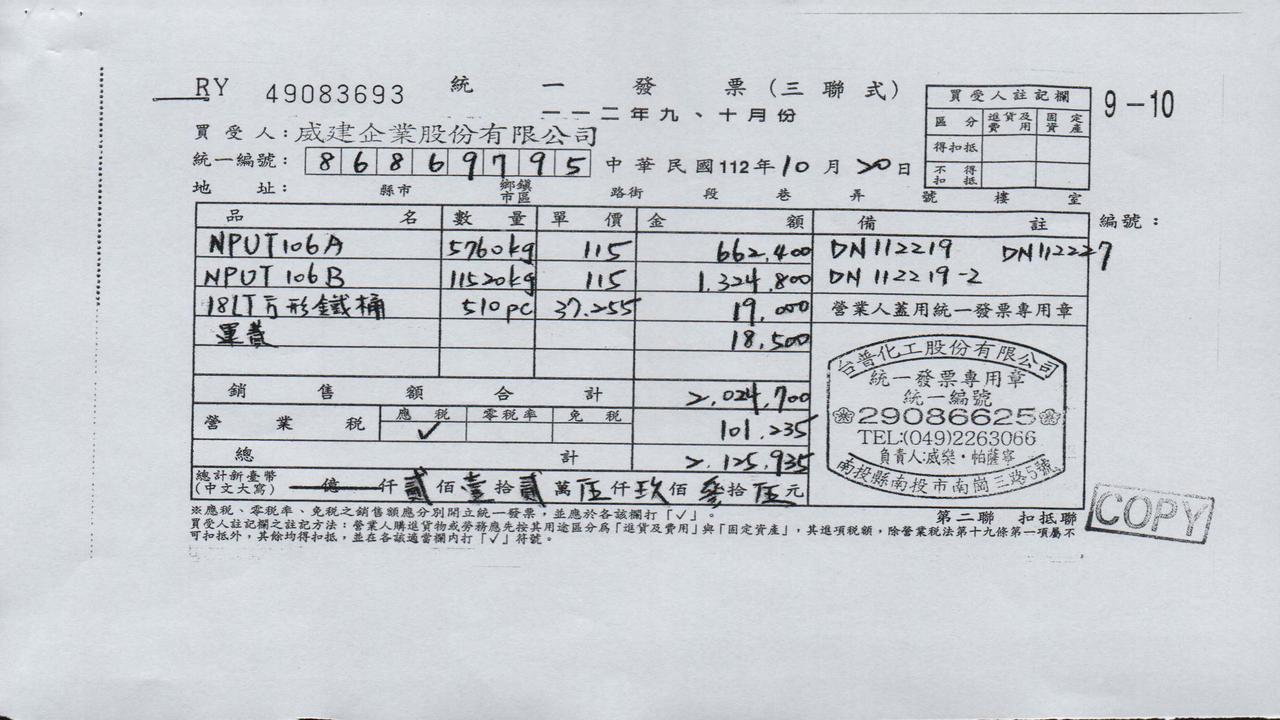 RY 49083693 統一發票(三聯式)
一一二年九、十月份
9-10
買受人註記欄
區分 進貨及費用 固定資產
得扣抵
不得扣抵
買受人:威建企業股份有限公司
統一編號: 86869795 中華民國112年10月20日
地址: 縣市 鄉鎮市區 路街 段 巷 弄 號 樓 室
品名 數量 單價 金額 備註 編號:
NPUT106A 5760kg 115 662,400 DN112219 DN112227
NPUT106B 11520kg 115 1,324,800 DN112219-2
18LT方形鐵桶 510pc 37.255 19,000 營業人蓋用統一發票專用章
運費 18,500
銷售額合計 2,024,700
營業稅 應稅 ✓ 零稅率 免稅 101,235
總計 2,125,935
總計新臺幣(中文大寫) 億 仟 貳佰壹拾貳萬伍仟玖佰參拾伍元
台普化工股份有限公司
統一發票專用章
統一編號
29086625
TEL:(049)2263066
負責人:威樂·帕薩寧
南投縣南投市南崗三路5號
※應稅、零稅率、免稅之銷售額應分別開立統一發票,並應於各該欄打「✓」。
第二聯 扣抵聯
買受人註記欄之註記方法:營業人購進貨物或勞務應先按其用途區分為「進貨及費用」與「固定資產」,其進項稅額,除營業稅法第十九條第一項屬不
可扣抵外,其餘均得扣抵,並在各該適當欄內打「✓」符號。
COPY